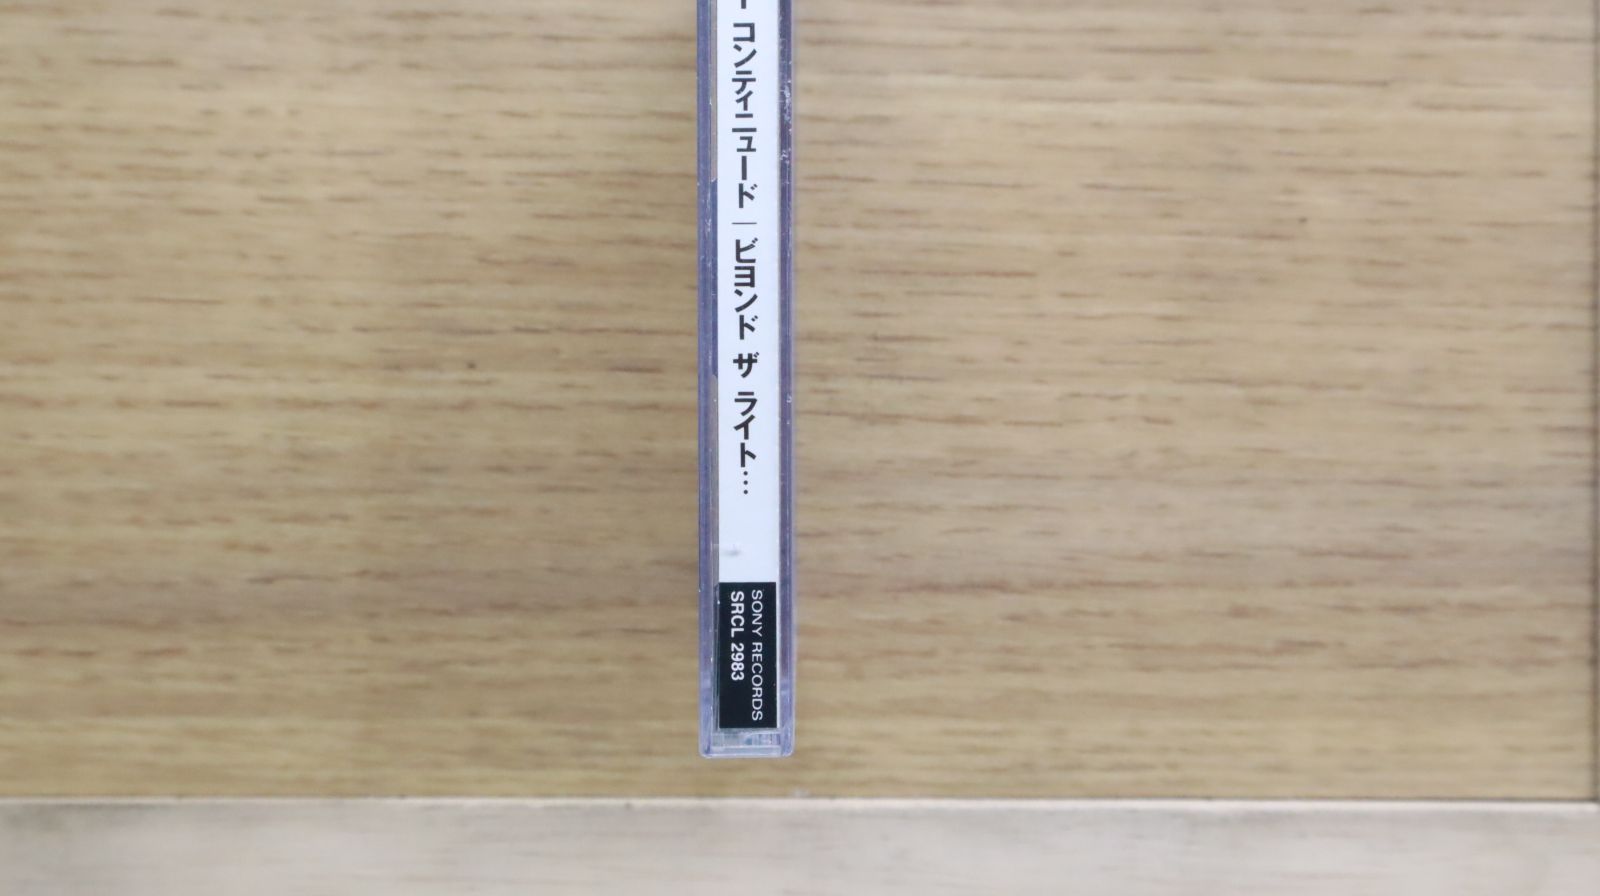 コンティニュード｜ビヨンド ザ ライト…
SONY RECORDS
SRCL 2983